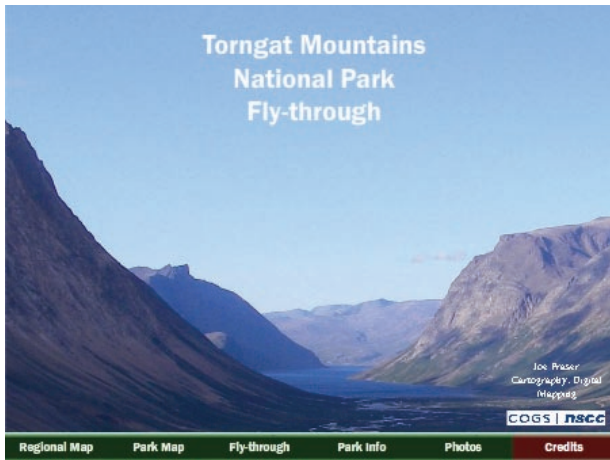 Torngat Mountains
National Park
Fly-through
Joe Fraser
Cartography, Digital
Mapping
COGS | nscc
Regional Map Park Map Fly-through Park Info Photos Credits